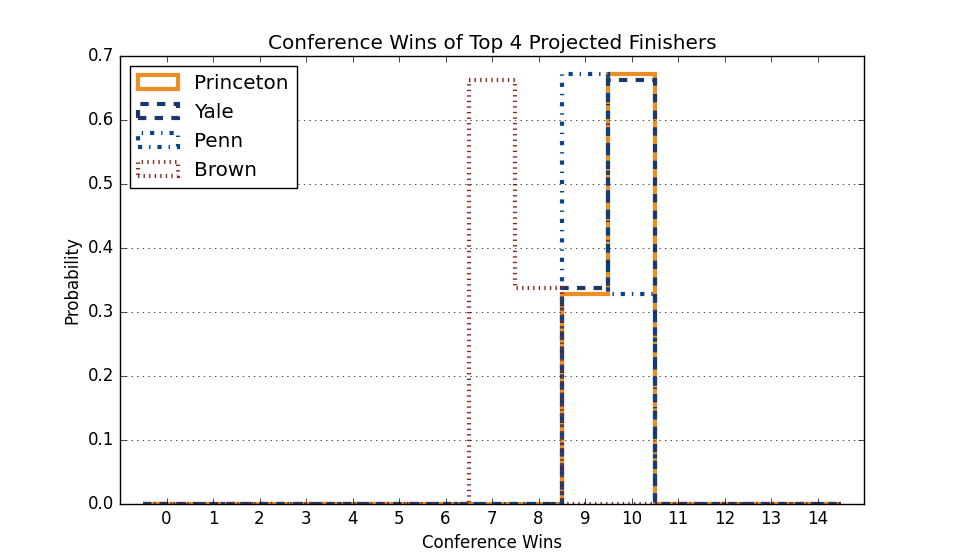 Conference Wins of Top 4 Projected Finishers
0.7
0.6
0.5
0.4
0.3
0.2
0.1
0.0
Probability
Princeton
Yale
Penn
Brown
0 1 2 3 4 5 6 7 8 9 10 11 12 13 14
Conference Wins